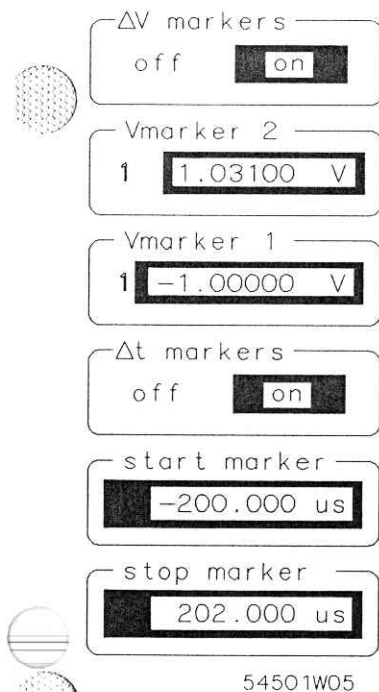 ΔV markers
off on
Vmarker 2
1 1.03100 V
Vmarker 1
1 -1.00000 V
Δt markers
off on
start marker
-200.000 us
stop marker
202.000 us
54501W05